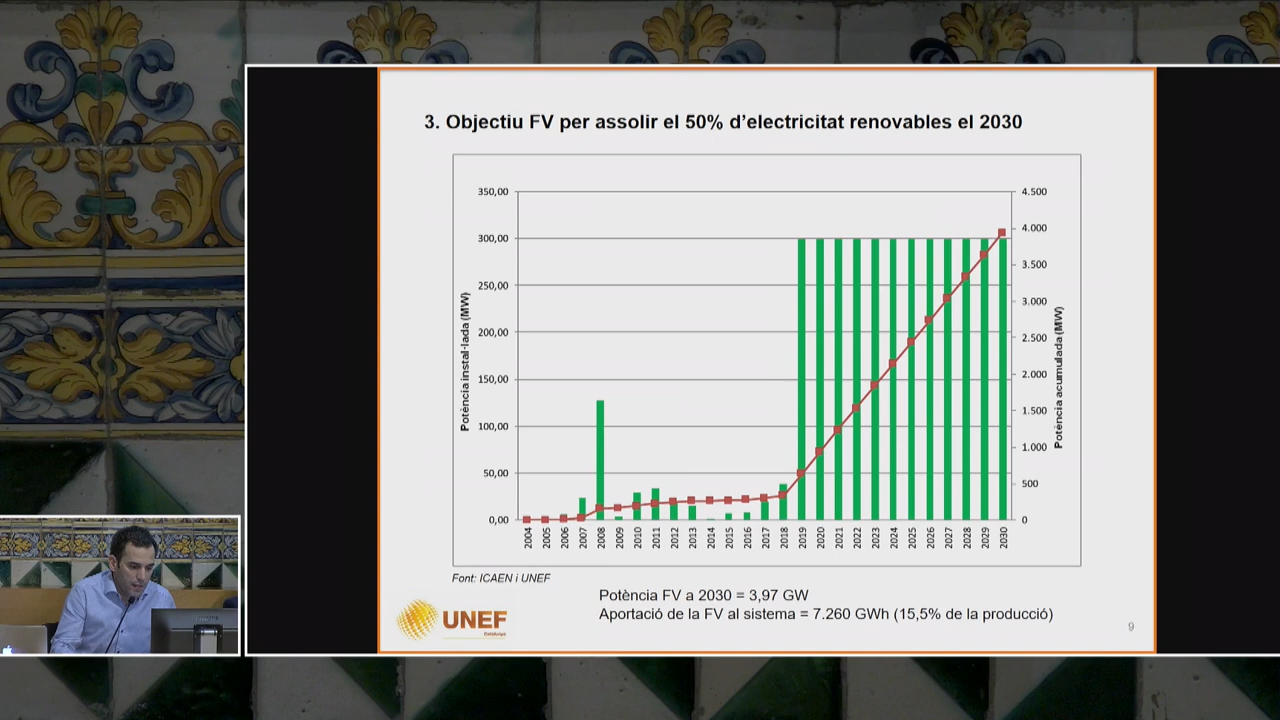 3. Objectiu FV per assolir el 50% d’electricitat renovables el 2030
350,00
300,00
250,00
200,00
150,00
100,00
50,00
0,00
Potència instal·lada (MW)
4.500
4.000
3.500
3.000
2.500
2.000
1.500
1.000
500
0
Potència acumulada (MW)
2004 2005 2006 2007 2008 2009 2010 2011 2012 2013 2014 2015 2016 2017 2018 2019 2020 2021 2022 2023 2024 2025 2026 2027 2028 2029 2030
Font: ICAEN i UNEF
Potència FV a 2030 = 3,97 GW
Aportació de la FV al sistema = 7.260 GWh (15,5% de la producció)
UNEF
Catalunya
9